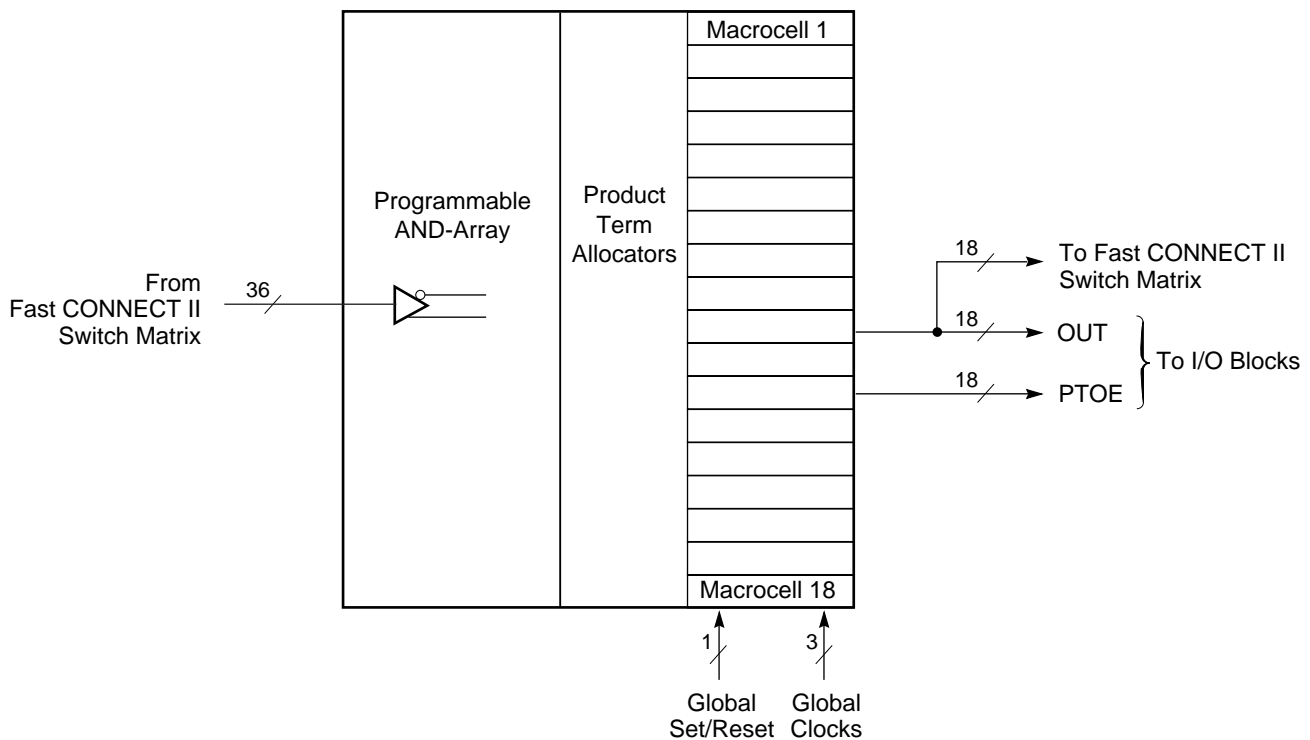 Macrocell 1
Programmable
AND-Array
Product
Term
Allocators
From
Fast CONNECT II
Switch Matrix
36
18
To Fast CONNECT II
Switch Matrix
18
OUT
18
PTOE
To I/O Blocks
Macrocell 18
1
3
Global
Set/Reset
Global
Clocks